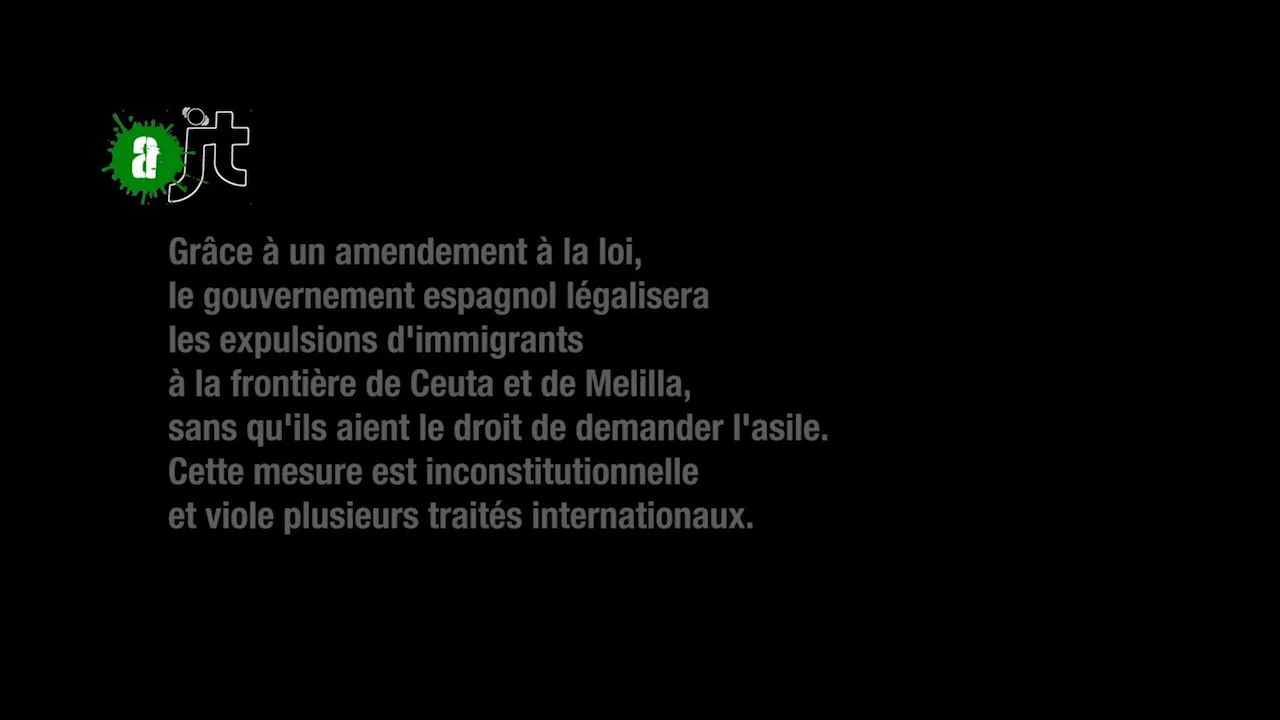 a jt
Grâce à un amendement à la loi,
le gouvernement espagnol légalisera
les expulsions d'immigrants
à la frontière de Ceuta et de Melilla,
sans qu'ils aient le droit de demander l'asile.
Cette mesure est inconstitutionnelle
et viole plusieurs traités internationaux.